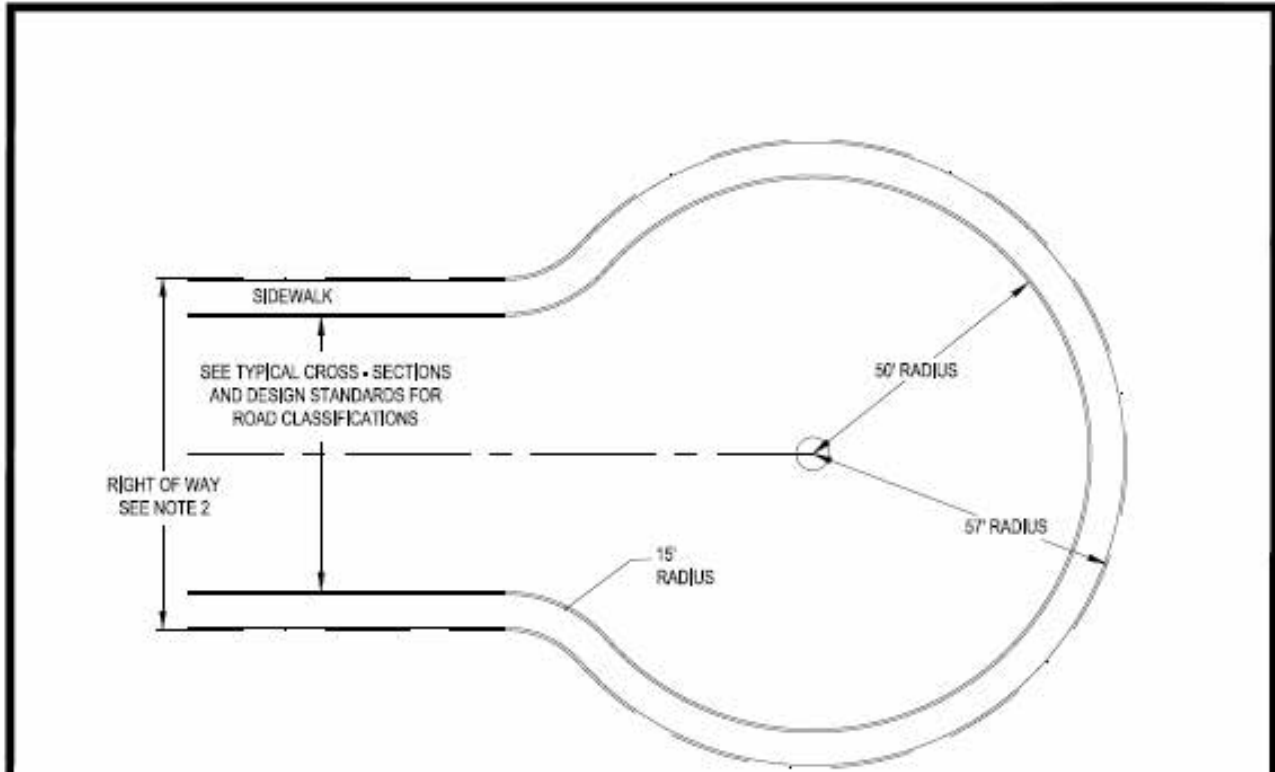 SIDEWALK
SEE TYPICAL CROSS - SECTIONS
AND DESIGN STANDARDS FOR
ROAD CLASSIFICATIONS
50' RADIUS
RIGHT OF WAY
SEE NOTE 2
57' RADIUS
15'
RADIUS